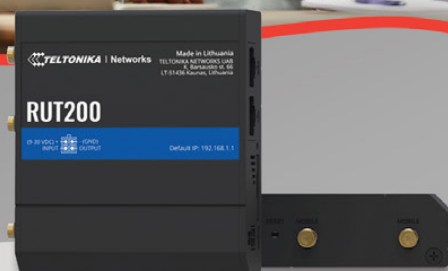 TELTONIKA | Networks
Made in Lithuania
TELTONIKA NETWORKS UAB
K. Barsausko st. 66
LT-51436 Kaunas, Lithuania
RUT200
(9-30 VDC) +
INPUT
- (GND)
OUTPUT
Default IP: 192.168.1.1
RESET
MOBILE
MOBILE